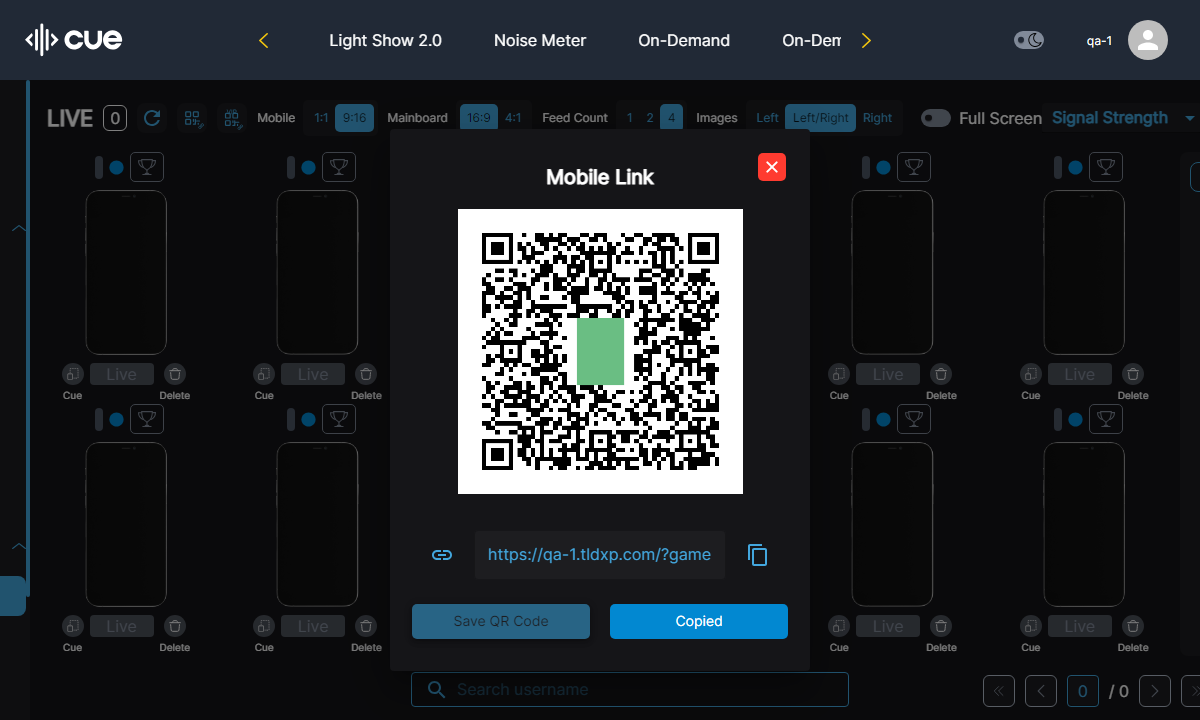 cue
Light Show 2.0
Noise Meter
On-Demand
On-Dem
qa-1
LIVE 0
Mobile 1:1 9:16
Mainboard 16:9 4:1
Feed Count 1 2 4
Images Left Left/Right Right
Full Screen
Signal Strength
Mobile Link
https://qa-1.tldxp.com/?game
Save QR Code
Copied
Live
Live
Live
Live
Cue
Delete
Cue
Delete
Cue
Delete
Cue
Delete
Live
Live
Live
Live
Cue
Delete
Cue
Delete
Cue
Delete
Cue
Delete
Search username
0 / 0